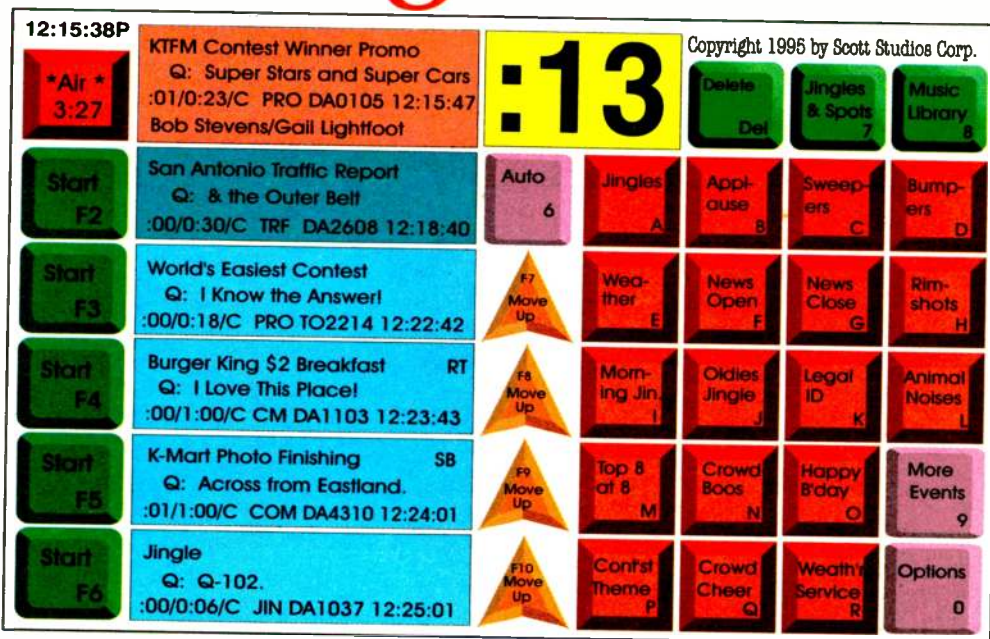 12:15:38P
*Air *
3:27
KTFM Contest Winner Promo
Q: Super Stars and Super Cars
:01/0:23/C PRO DA0105 12:15:47
Bob Stevens/Gail Lightfoot
:13
Copyright 1995 by Scott Studios Corp.
Delete
Del
Jingles
& Spots
7
Music
Library
8
Start
F2
San Antonio Traffic Report
Q: & the Outer Belt
:00/0:30/C TRF DA2608 12:18:40
Auto
6
Jingles
A
Appl-
ause
B
Sweep-
ers
C
Bump-
ers
D
Start
F3
World's Easiest Contest
Q: I Know the Answer!
:00/0:18/C PRO TO2214 12:22:42
F7
Move
Up
Wea-
ther
E
News
Open
F
News
Close
G
Rim-
shots
H
Start
F4
Burger King $2 Breakfast RT
Q: I Love This Place!
:00/1:00/C CM DA1103 12:23:43
F8
Move
Up
Morn-
ing Jin.
I
Oldies
Jingle
J
Legal
ID
K
Animal
Noises
L
Start
F5
K-Mart Photo Finishing SB
Q: Across from Eastland.
:01/1:00/C COM DA4310 12:24:01
F9
Move
Up
Top 8
at 8
M
Crowd
Boos
N
Happy
B'day
O
More
Events
9
Start
F6
Jingle
Q: Q-102.
:00/0:06/C JIN DA1037 12:25:01
F10
Move
Up
Cont'st
Theme
P
Crowd
Cheer
Q
Weath'r
Service
R
Options
0